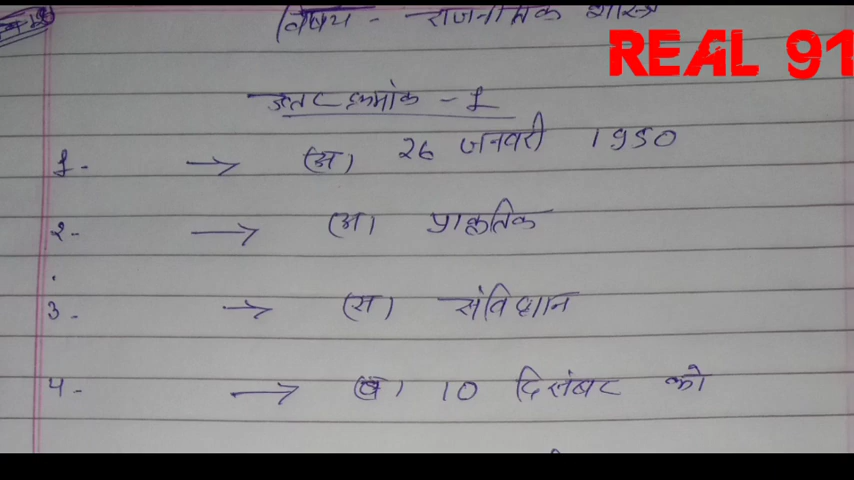 विषय - राजनीतिक शास्त्र
REAL 91
उत्तर क्रमांक - 1
1- → (अ) 26 जनवरी 1950
2- → (अ) प्राकृतिक
3- → (स) संविधान
4- → (ब) 10 दिसंबर को